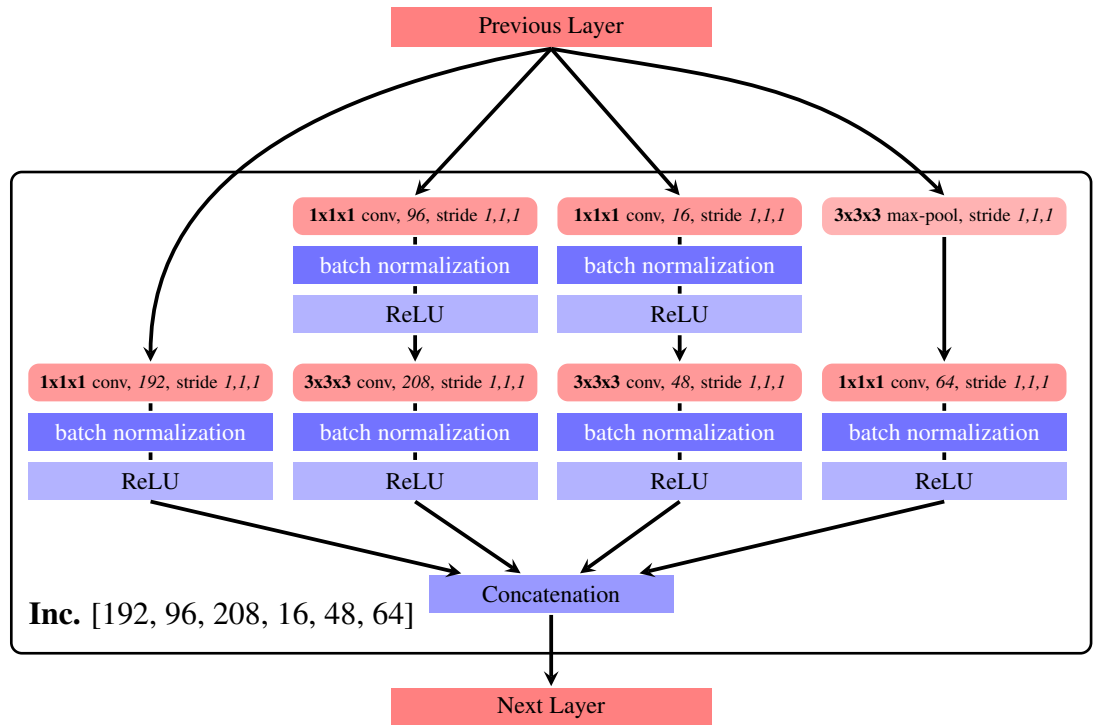 Previous Layer
1x1x1 conv, 96, stride 1,1,1
batch normalization
ReLU
1x1x1 conv, 16, stride 1,1,1
batch normalization
ReLU
3x3x3 max-pool, stride 1,1,1
1x1x1 conv, 192, stride 1,1,1
batch normalization
ReLU
3x3x3 conv, 208, stride 1,1,1
batch normalization
ReLU
3x3x3 conv, 48, stride 1,1,1
batch normalization
ReLU
1x1x1 conv, 64, stride 1,1,1
batch normalization
ReLU
Concatenation
Inc. [192, 96, 208, 16, 48, 64]
Next Layer